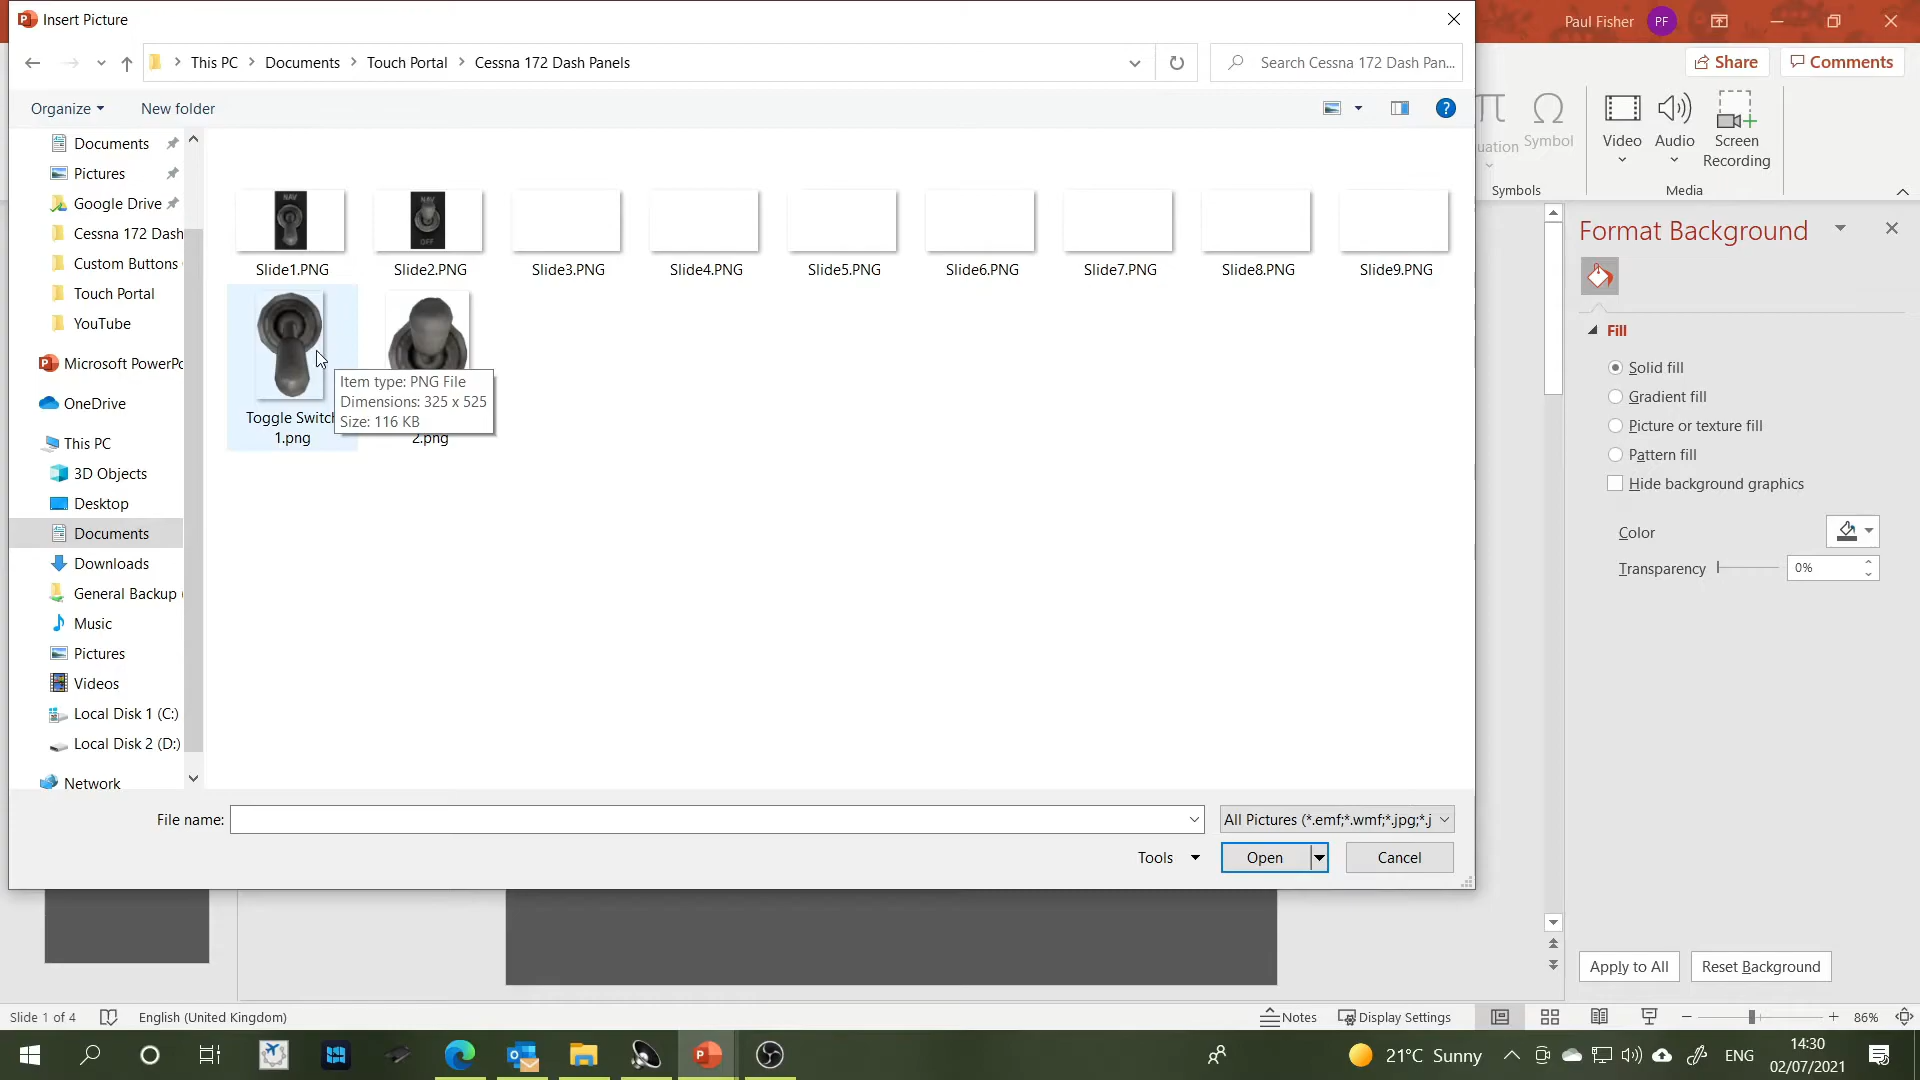 Insert Picture
Paul Fisher
PF
This PC
Documents
Touch Portal
Cessna 172 Dash Panels
Search Cessna 172 Dash Pan...
Share
Comments
Organize
New folder
?
uation
Symbol
Video
Audio
Screen
Recording
Symbols
Media
Documents
Pictures
Google Drive
Cessna 172 Dash
Custom Buttons
Touch Portal
YouTube
Microsoft PowerPo
OneDrive
This PC
3D Objects
Desktop
Documents
Downloads
General Backup (
Music
Pictures
Videos
Local Disk 1 (C:)
Local Disk 2 (D:)
Network
NAV
NAV
OFF
Slide1.PNG
Slide2.PNG
Slide3.PNG
Slide4.PNG
Slide5.PNG
Slide6.PNG
Slide7.PNG
Slide8.PNG
Slide9.PNG
Toggle Switch
1.png
2.png
Item type: PNG File
Dimensions: 325 x 525
Size: 116 KB
Format Background
Fill
Solid fill
Gradient fill
Picture or texture fill
Pattern fill
Hide background graphics
Color
Transparency
0%
File name:
All Pictures (*.emf;*.wmf;*.jpg;*.j
Tools
Open
Cancel
Apply to All
Reset Background
Slide 1 of 4
English (United Kingdom)
Notes
Display Settings
86%
21°C Sunny
ENG
14:30
02/07/2021